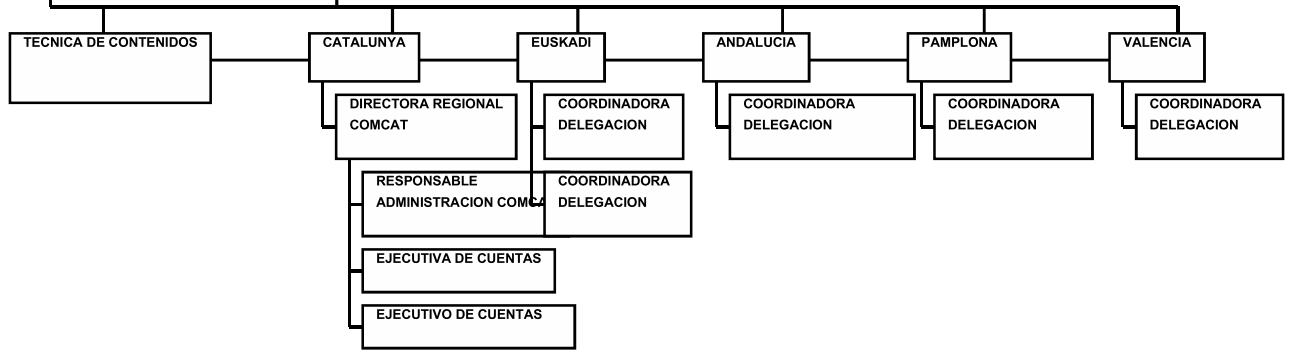 TECNICA DE CONTENIDOS
CATALUNYA
EUSKADI
ANDALUCIA
PAMPLONA
VALENCIA
DIRECTORA REGIONAL
COMCAT
COORDINADORA
DELEGACION
COORDINADORA
DELEGACION
COORDINADORA
DELEGACION
COORDINADORA
DELEGACION
RESPONSABLE
ADMINISTRACION
COORDINADORA
DELEGACION
EJECUTIVA DE CUENTAS
EJECUTIVO DE CUENTAS